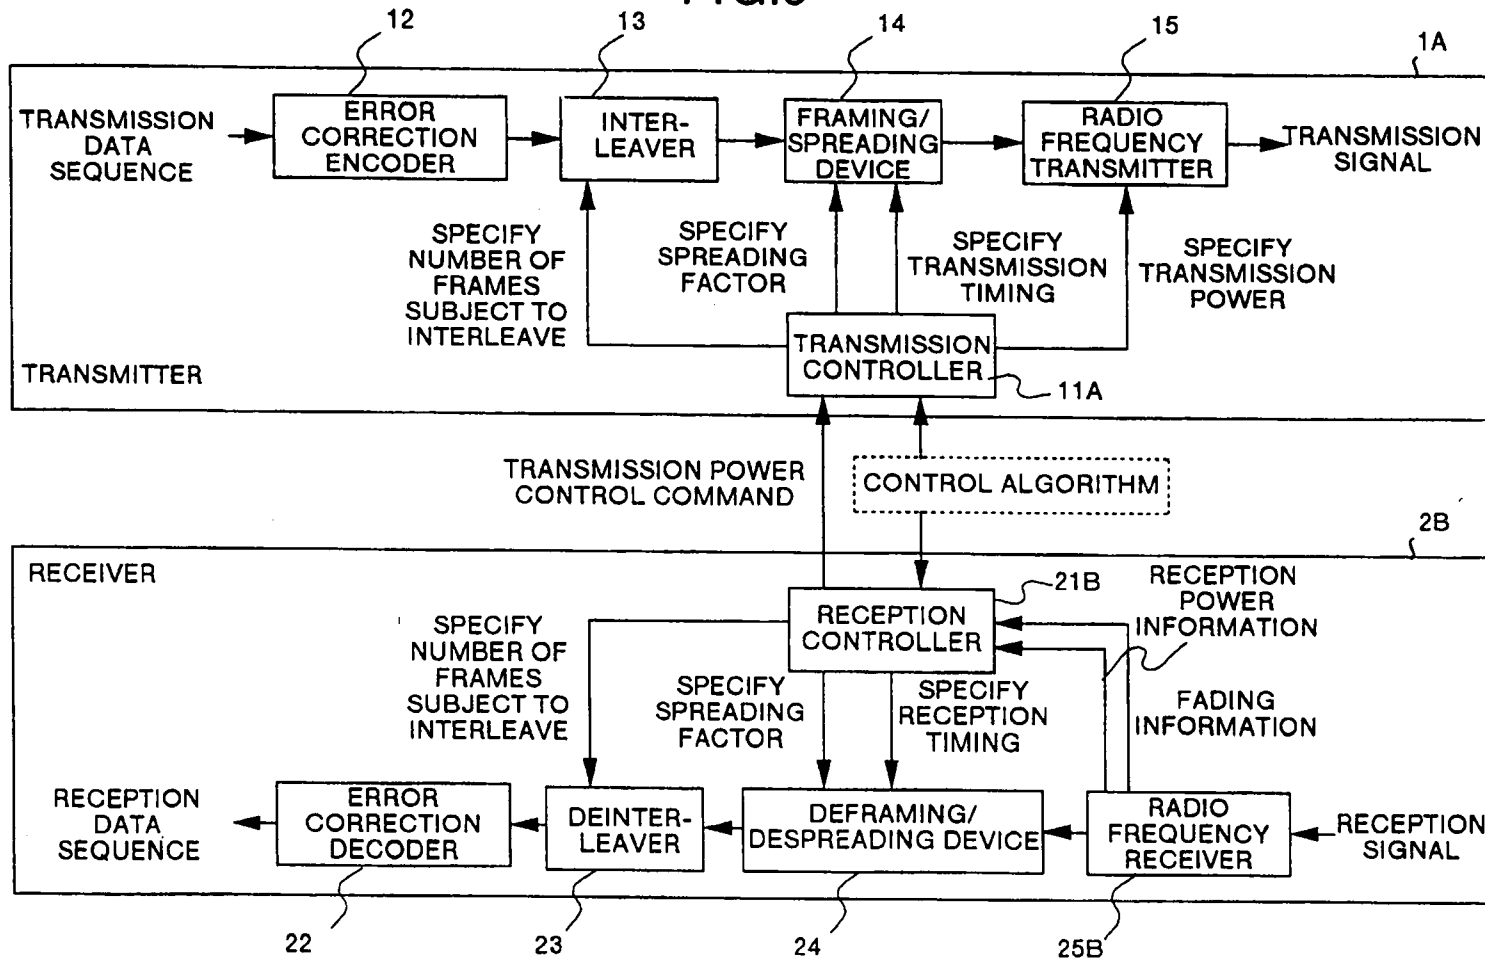 12
13
14
15
1A
TRANSMISSION
DATA
SEQUENCE
ERROR
CORRECTION
ENCODER
INTER-
LEAVER
FRAMING/
SPREADING
DEVICE
RADIO
FREQUENCY
TRANSMITTER
TRANSMISSION
SIGNAL
SPECIFY
NUMBER OF
FRAMES
SUBJECT TO
INTERLEAVE
SPECIFY
SPREADING
FACTOR
SPECIFY
TRANSMISSION
TIMING
SPECIFY
TRANSMISSION
POWER
TRANSMISSION
CONTROLLER
11A
TRANSMITTER
TRANSMISSION POWER
CONTROL COMMAND
CONTROL ALGORITHM
2B
RECEIVER
21B
RECEPTION
CONTROLLER
RECEPTION
POWER
INFORMATION
SPECIFY
NUMBER OF
FRAMES
SUBJECT TO
INTERLEAVE
SPECIFY
SPREADING
FACTOR
SPECIFY
RECEPTION
TIMING
FADING
INFORMATION
RECEPTION
DATA
SEQUENCE
ERROR
CORRECTION
DECODER
DEINTER-
LEAVER
DEFRAMING/
DESPREADING DEVICE
RADIO
FREQUENCY
RECEIVER
RECEPTION
SIGNAL
22
23
24
25B